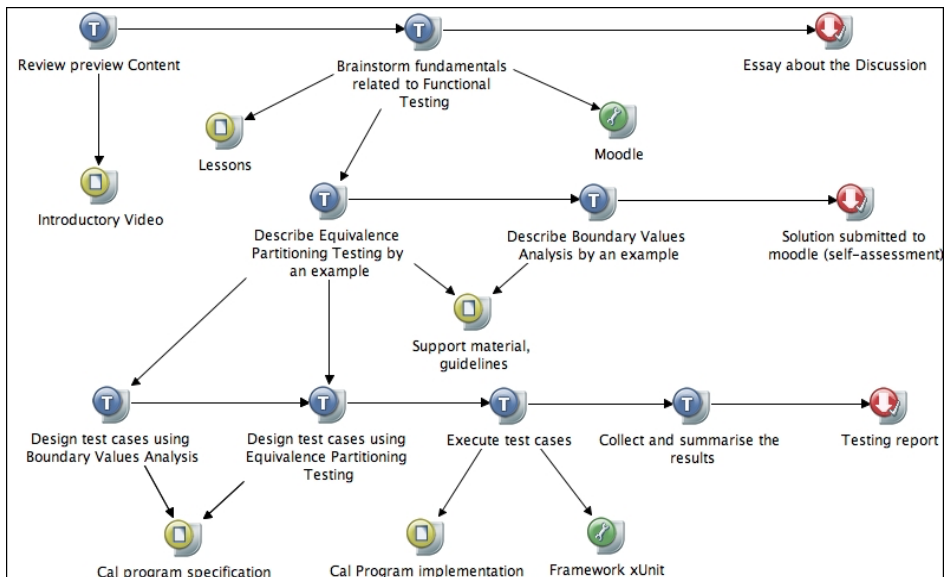 T
T
Review preview Content
Brainstorm fundamentals
related to Functional
Testing
Essay about the Discussion
Lessons
Moodle
Introductory Video
T
T
Describe Equivalence
Partitioning Testing by
an example
Describe Boundary Values
Analysis by an example
Solution submitted to
moodle (self-assessment)
Support material,
guidelines
T
T
T
T
Design test cases using
Boundary Values Analysis
Design test cases using
Equivalence Partitioning
Testing
Execute test cases
Collect and summarise the
results
Testing report
Cal program specification
Cal Program implementation
Framework xUnit